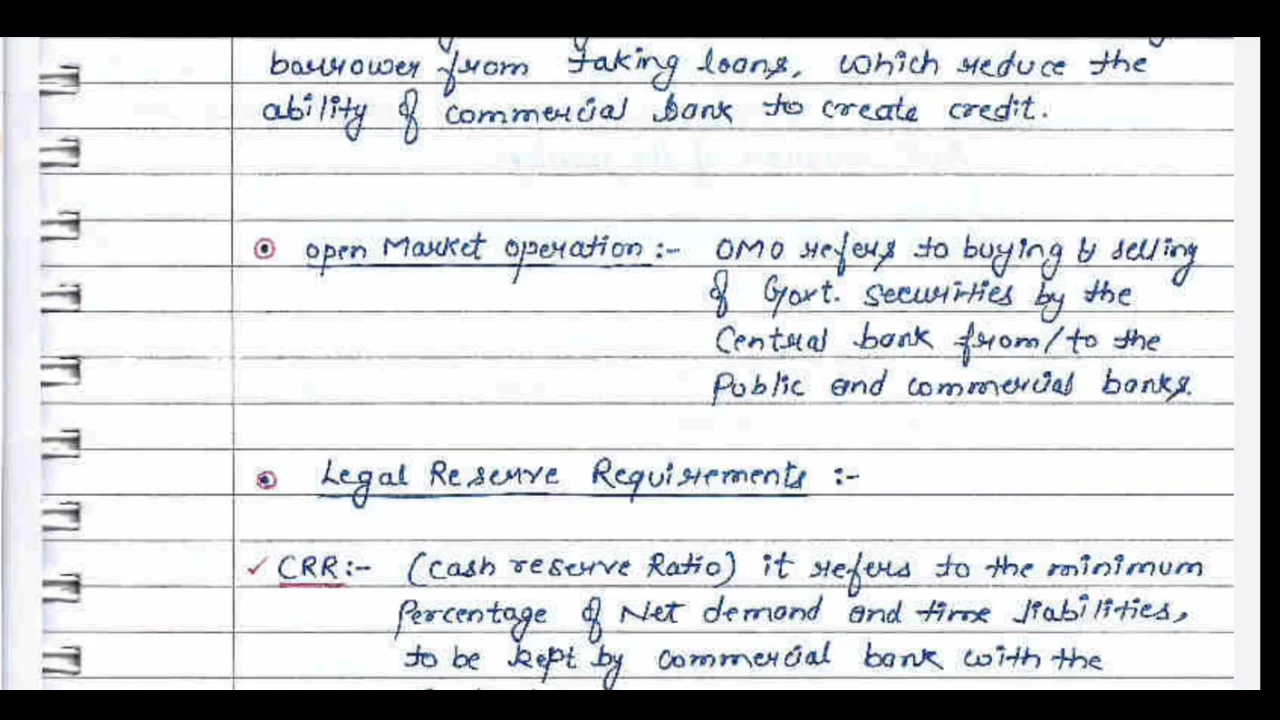 borrower from taking loans, which reduce the
ability of commercial bank to create credit.
open Market operation :- OMO refers to buying & selling
of Govt. securities by the
Central bank from/to the
Public and commercial banks.
Legal Reserve Requirements :-
✓ CRR:- (cash reserve Ratio) it refers to the minimum
Percentage of Net demand and time liabilities,
to be kept by commercial bank with the